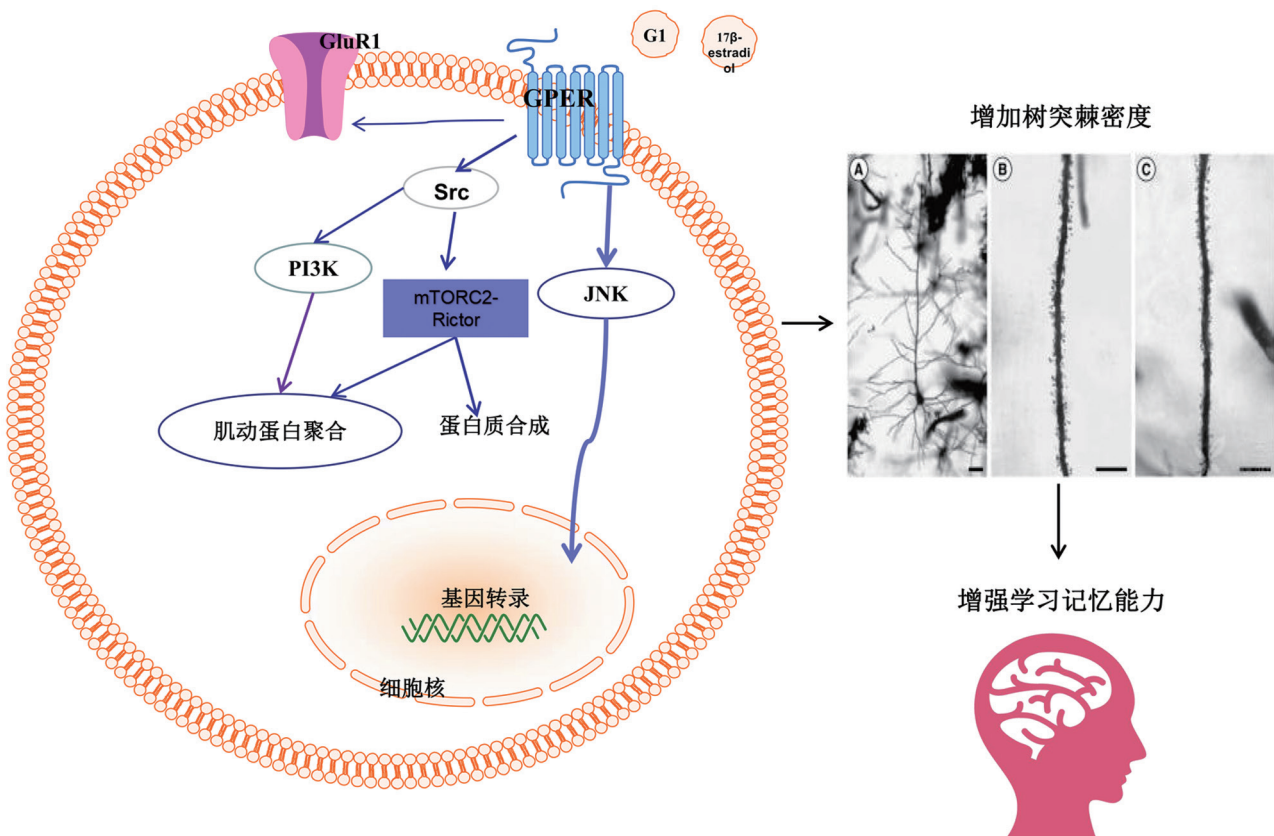 GluR1
G1
17β-
estradi
ol
GPER
Src
PI3K
mTORC2-
Rictor
JNK
肌动蛋白聚合
蛋白质合成
基因转录
细胞核
增加树突棘密度
A
B
C
增强学习记忆能力